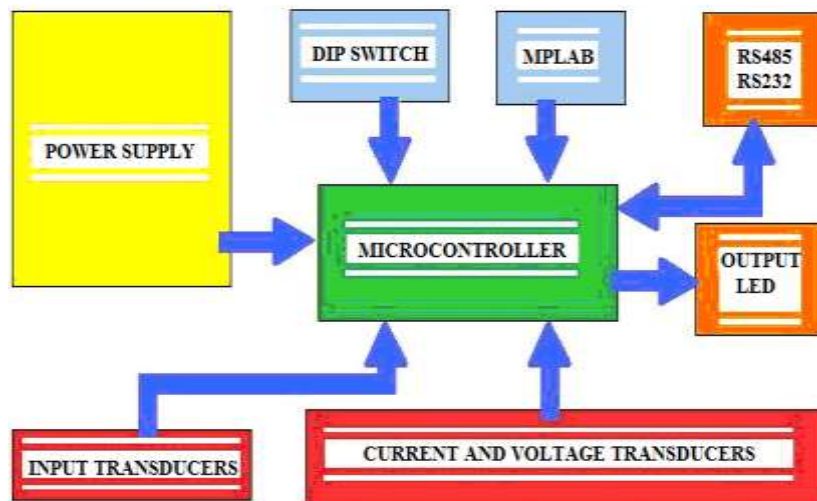 DIP SWITCH
MPLAB
RS485
RS232
POWER SUPPLY
MICROCONTROLLER
OUTPUT
LED
INPUT TRANSDUCERS
CURRENT AND VOLTAGE TRANSDUCERS